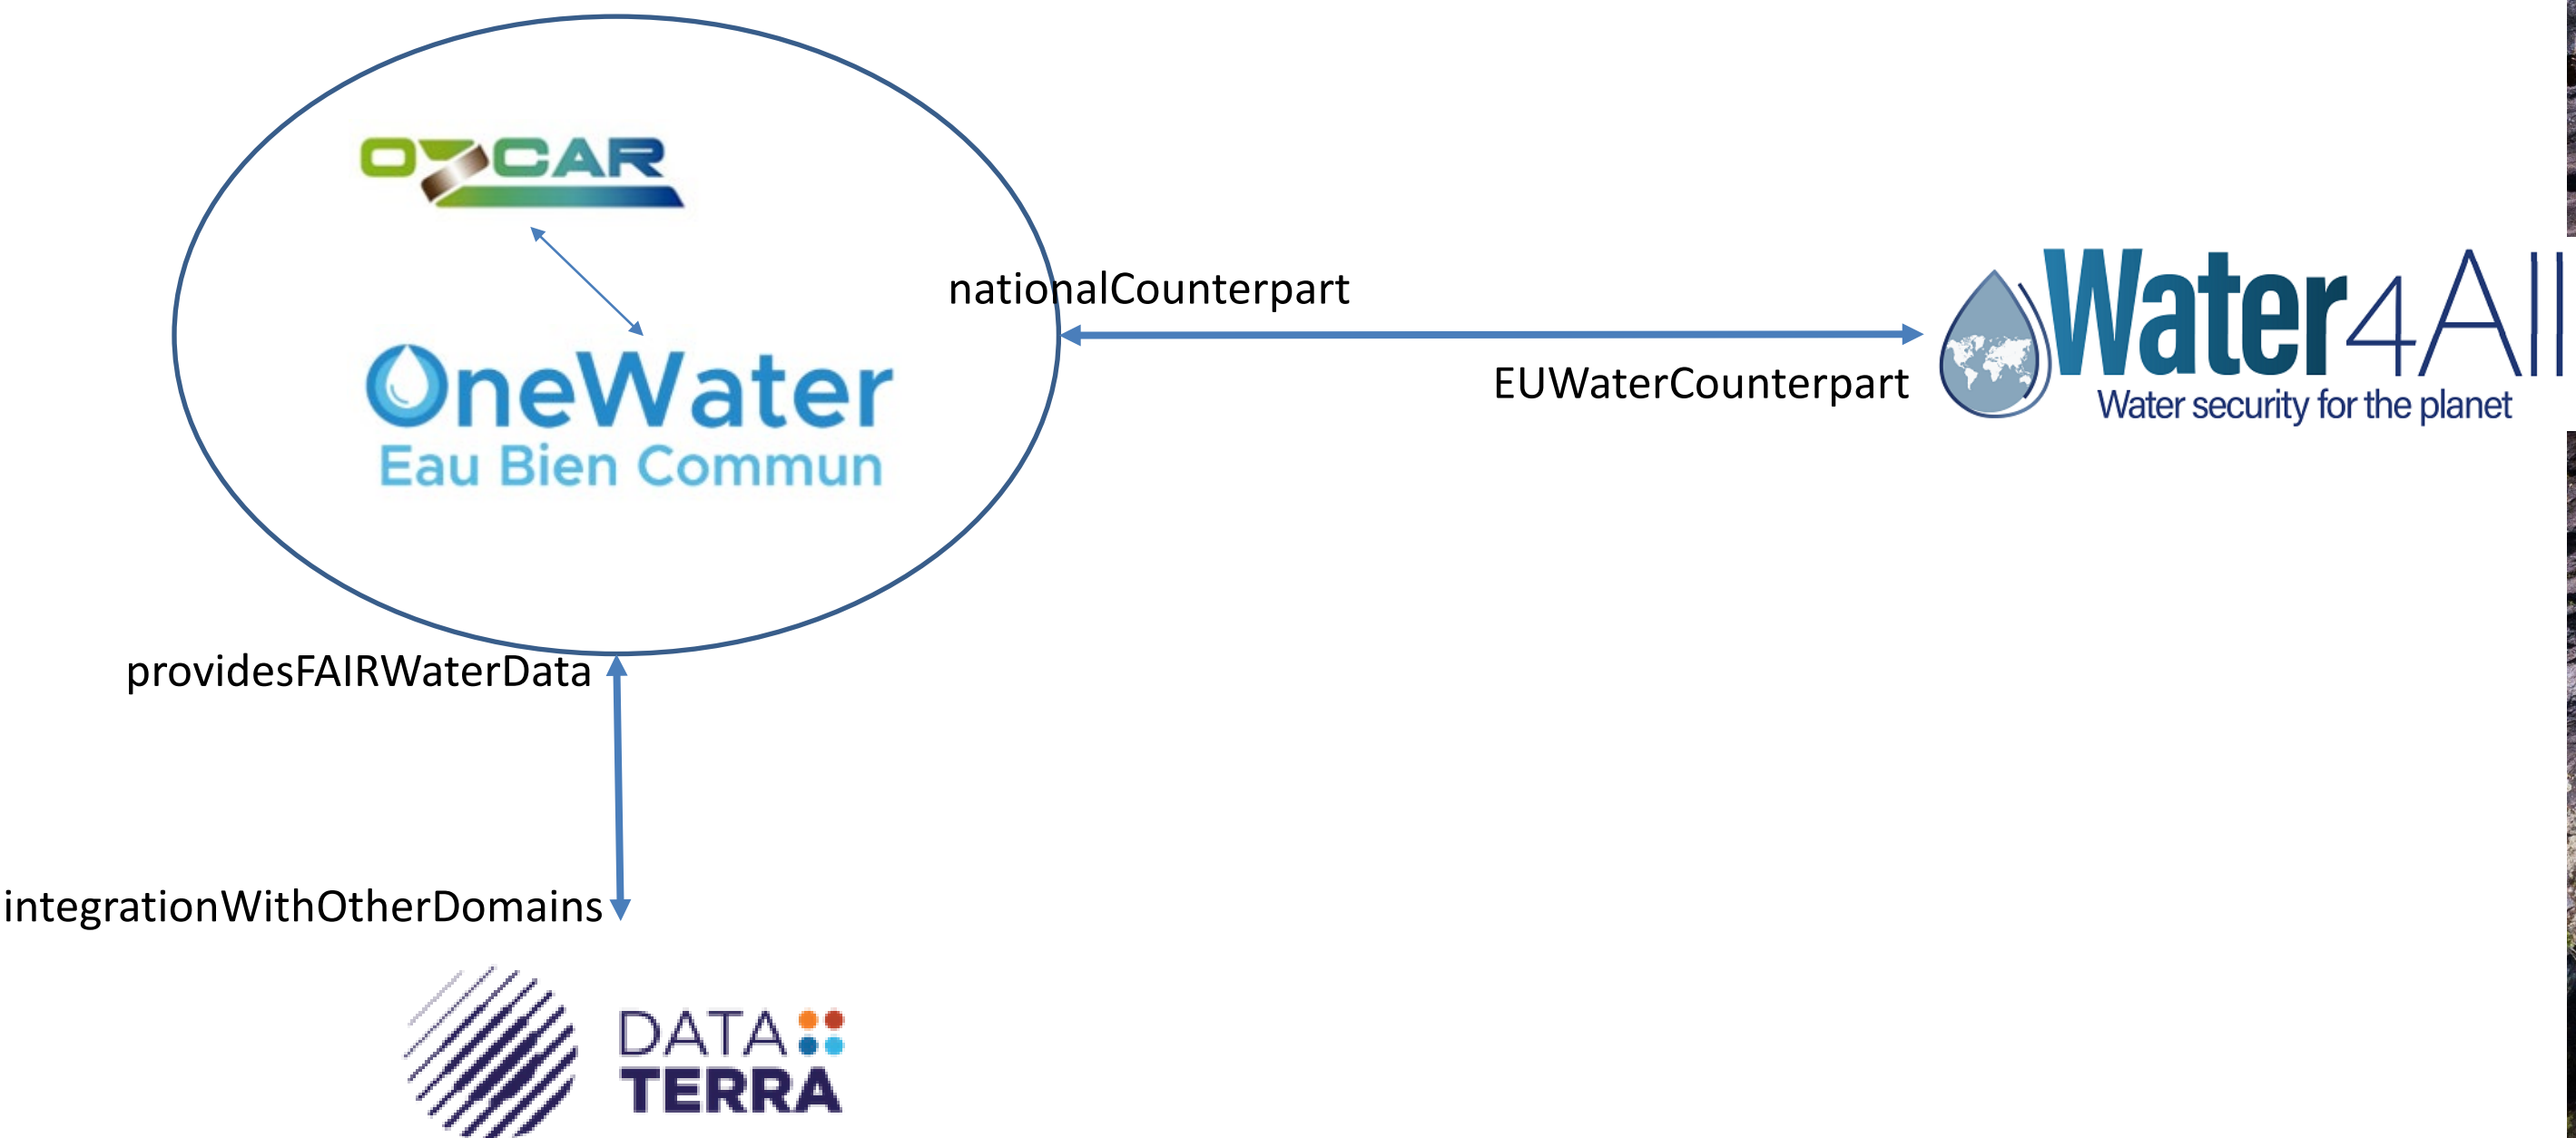 OZCAR
nationalCounterpart
Water4All
Water security for the planet
OneWater
Eau Bien Commun
EUWaterCounterpart
providesFAIRWaterData
integrationWithOtherDomains
DATA
TERRA